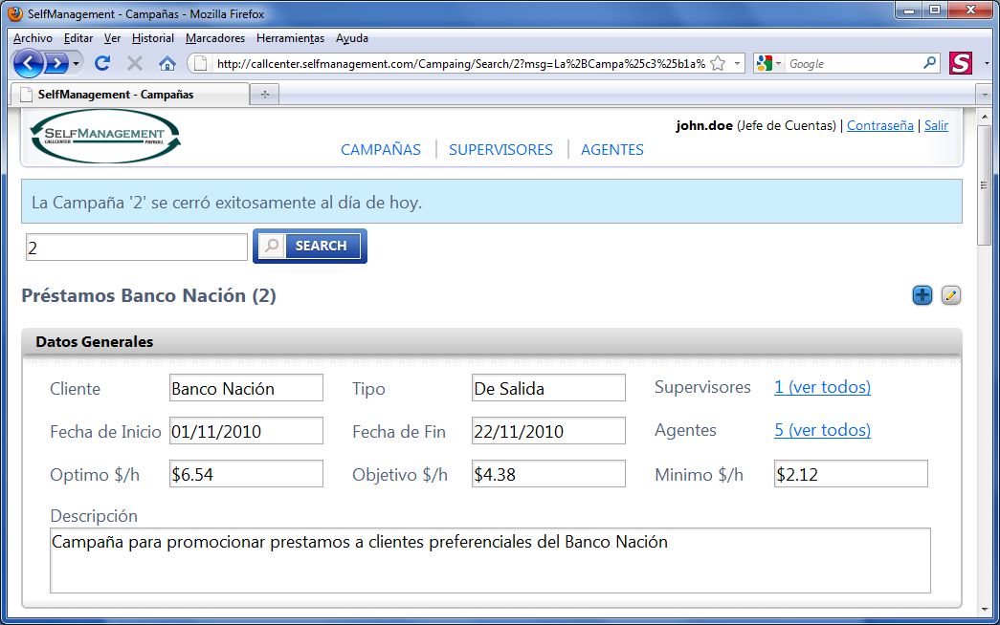 SelfManagement - Campañas - Mozilla Firefox
Archivo Editar Ver Historial Marcadores Herramientas Ayuda
http://callcenter.selfmanagement.com/Campaing/Search/2?msg=La%2BCampa%25c3%25b1a% Google S
SelfManagement - Campañas
SELFMANAGEMENT
CALLCENTER PAYROLL
john.doe (Jefe de Cuentas) | Contraseña | Salir
CAMPAÑAS | SUPERVISORES | AGENTES
La Campaña '2' se cerró exitosamente al día de hoy.
2 SEARCH
Préstamos Banco Nación (2)
Datos Generales
Cliente Banco Nación Tipo De Salida Supervisores 1 (ver todos)
Fecha de Inicio 01/11/2010 Fecha de Fin 22/11/2010 Agentes 5 (ver todos)
Optimo $/h $6.54 Objetivo $/h $4.38 Minimo $/h $2.12
Descripción
Campaña para promocionar prestamos a clientes preferenciales del Banco Nación